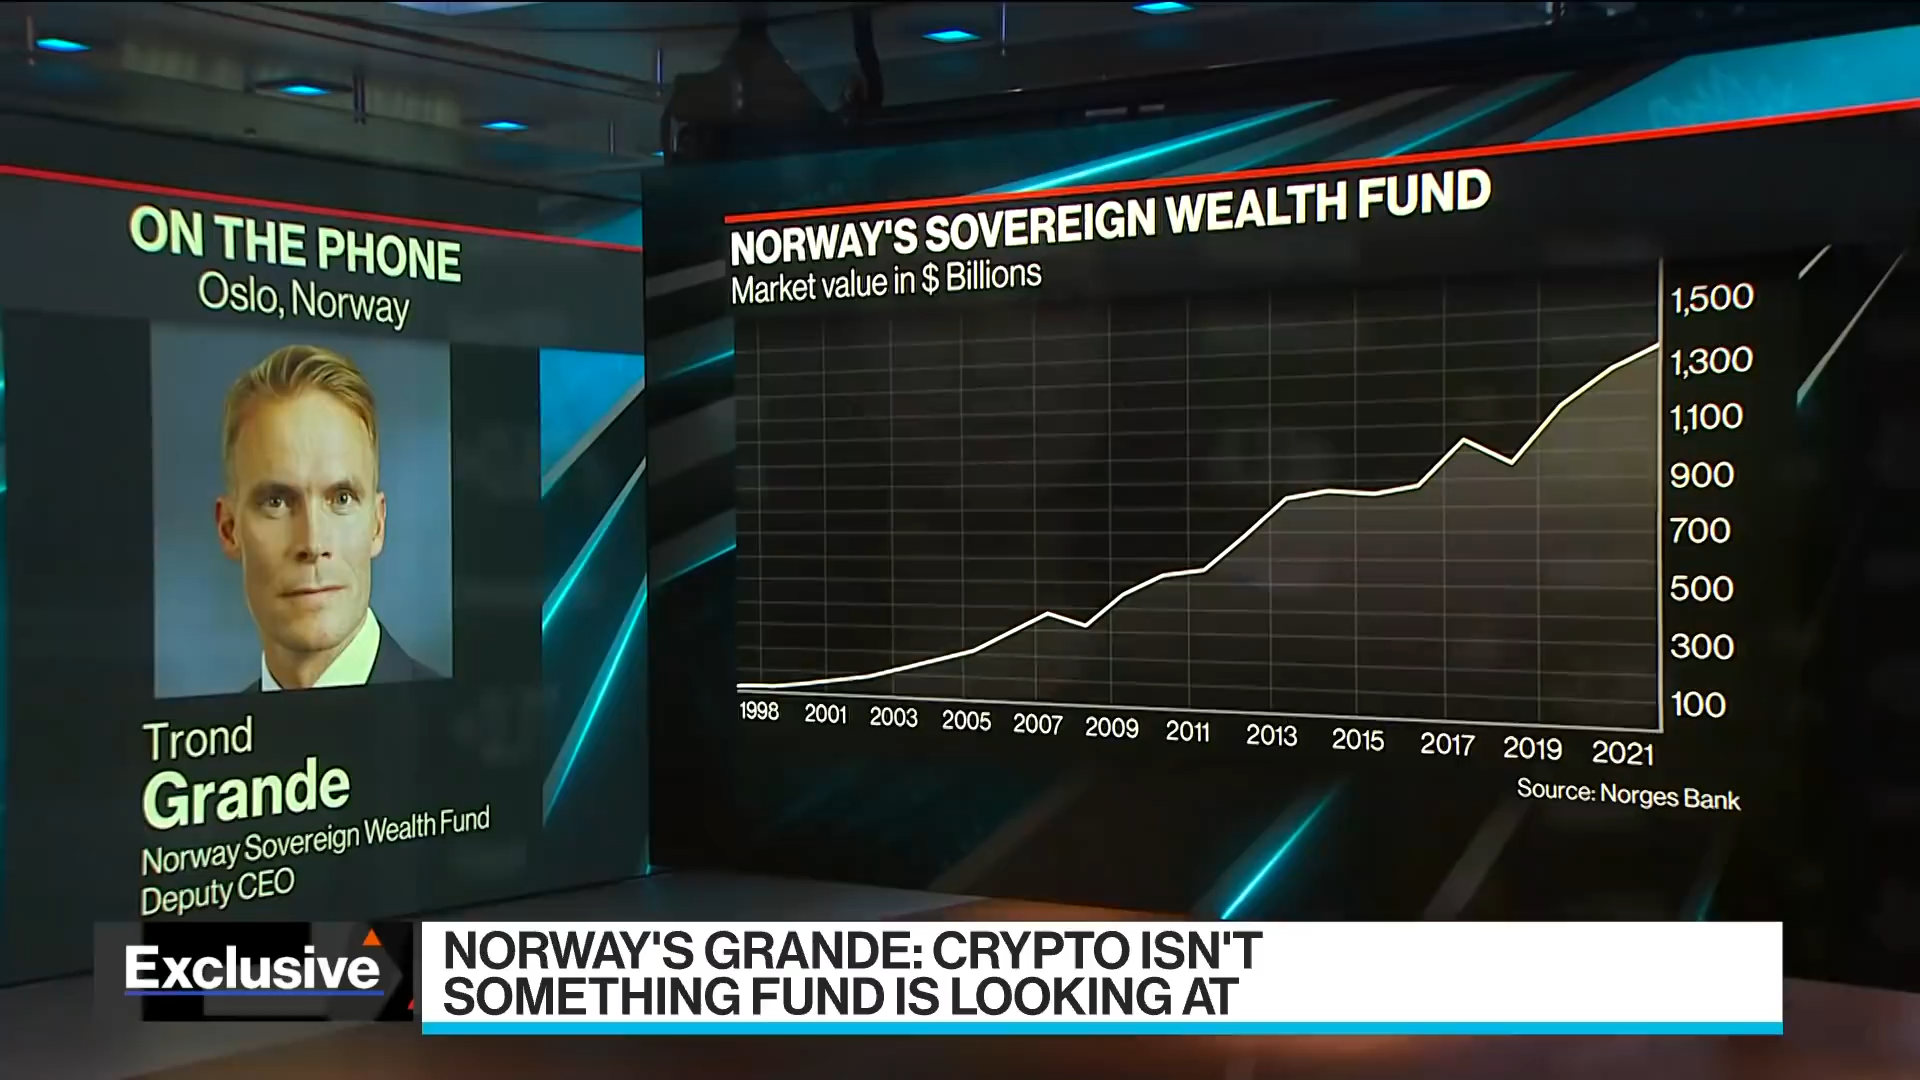 ON THE PHONE
Oslo, Norway
Trond
Grande
Norway Sovereign Wealth Fund
Deputy CEO
NORWAY'S SOVEREIGN WEALTH FUND
Market value in $ Billions
1,500
1,300
1,100
900
700
500
300
100
1998 2001 2003 2005 2007 2009 2011 2013 2015 2017 2019 2021
Source: Norges Bank
Exclusive
NORWAY'S GRANDE: CRYPTO ISN'T
SOMETHING FUND IS LOOKING AT